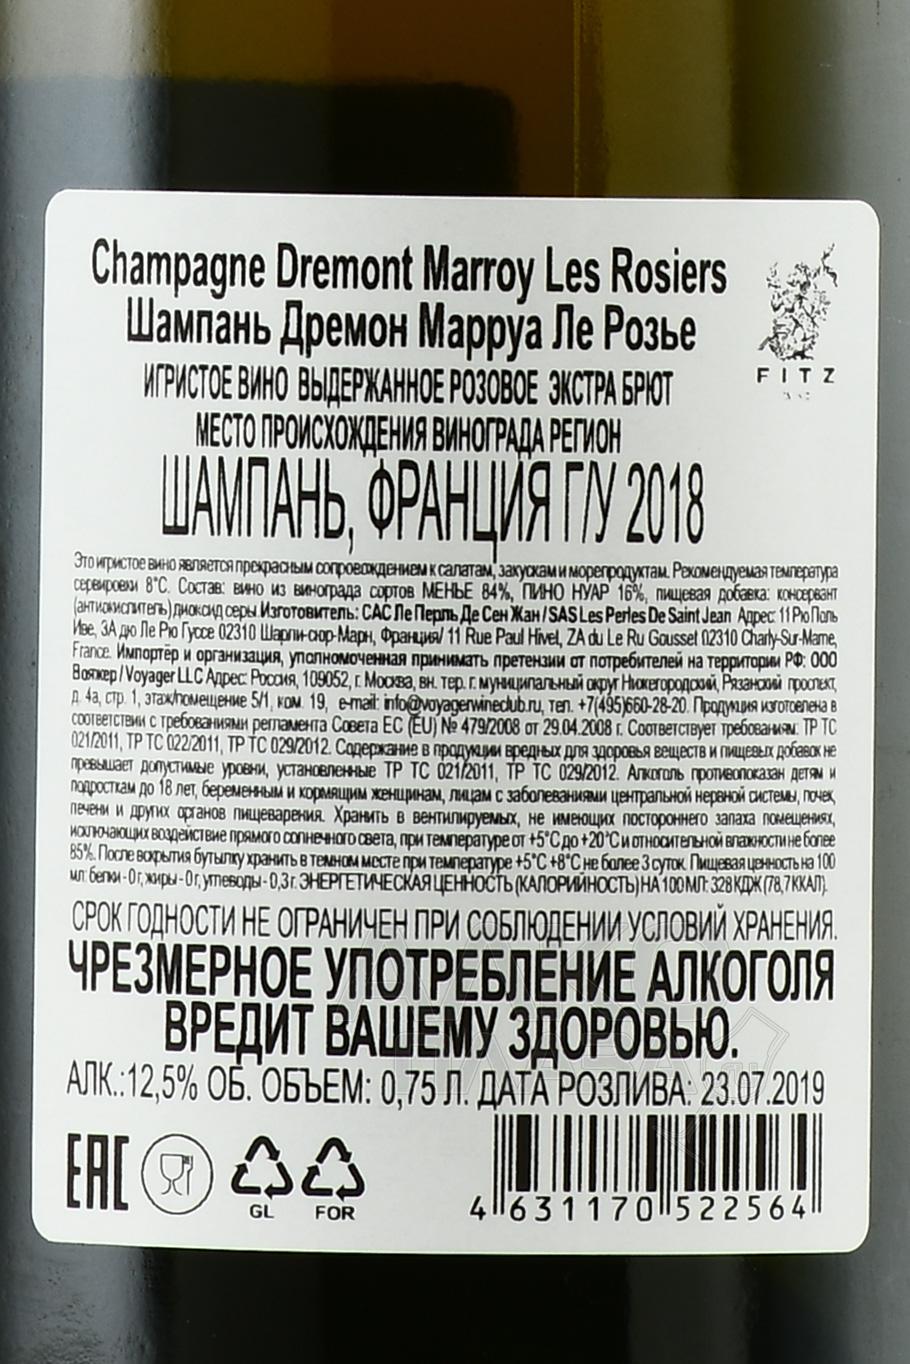 Champagne Dremont Marroy Les Rosiers
Шампань Дремон Марруа Ле Розье
FITZ
ИГРИСТОЕ ВИНО ВЫДЕРЖАННОЕ РОЗОВОЕ ЭКСТРА БРЮТ
МЕСТО ПРОИСХОЖДЕНИЯ ВИНОГРАДА РЕГИОН
ШАМПАНЬ, ФРАНЦИЯ Г/У 2018
Это игристое вино является прекрасным сопровождением к салатам, закускам и морепродуктам. Рекомендуемая температура
сервировки 8°С. Состав: вино из винограда сортов МЕНЬЕ 84%, ПИНО НУАР 16%, пищевая добавка: консервант
(антиокислитель) диоксид серы Изготовитель: САС Ле Перль Де Сен Жан / SAS Les Perles De Saint Jean Адрес: 11 Рю Поль
Иве, ЗА дю Ле Рю Гуссе 02310 Шарли-сюр-Марн, Франция/ 11 Rue Paul Hivel, ZA du Le Ru Gousset 02310 Charly-Sur-Marne,
France. Импортёр и организация, уполномоченная принимать претензии от потребителей на территории РФ: ООО
Вояжер / Voyager LLC Адрес: Россия, 109052, г. Москва, вн. тер. г. муниципальный округ Нижегородский, Рязанский проспект,
д. 4а, стр. 1, этаж/помещение 5/1, ком. 19, e-mail: info@voyagerwineclub.ru, тел. +7(495)660-28-20. Продукция изготовлена в
соответствии с требованиями регламента Совета ЕС (EU) № 479/2008 от 29.04.2008 г. Соответствует требованиям: ТР ТС
021/2011, ТР ТС 022/2011, ТР ТС 029/2012. Содержание в продукции вредных для здоровья веществ и пищевых добавок не
превышает допустимые уровни, установленные ТР ТС 021/2011, ТР ТС 029/2012. Алкоголь противопоказан детям и
подросткам до 18 лет, беременным и кормящим женщинам, лицам с заболеваниями центральной нервной системы, почек,
печени и других органов пищеварения. Хранить в вентилируемых, не имеющих постороннего запаха помещениях,
исключающих воздействие прямого солнечного света, при температуре от +5°С до +20°С и относительной влажности не более
85%. После вскрытия бутылку хранить в темном месте при температуре +5°С +8°С не более 3 суток. Пищевая ценность на 100
мл: белки - 0 г, жиры - 0 г, углеводы - 0,3 г. ЭНЕРГЕТИЧЕСКАЯ ЦЕННОСТЬ (КАЛОРИЙНОСТЬ) НА 100 МЛ: 328 КДЖ (78,7 ККАЛ).
СРОК ГОДНОСТИ НЕ ОГРАНИЧЕН ПРИ СОБЛЮДЕНИИ УСЛОВИЙ ХРАНЕНИЯ.
ЧРЕЗМЕРНОЕ УПОТРЕБЛЕНИЕ АЛКОГОЛЯ
ВРЕДИТ ВАШЕМУ ЗДОРОВЬЮ.
АЛК.:12,5% ОБ. ОБЪЕМ: 0,75 Л. ДАТА РОЗЛИВА: 23.07.2019
EAC
GL FOR
4 631170 522564